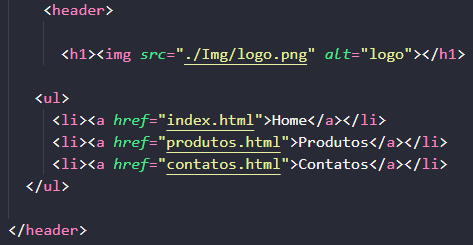 <header>
<h1><img src="./Img/logo.png" alt="logo"></h1>
<ul>
<li><a href="index.html">Home</a></li>
<li><a href="produtos.html">Produtos</a></li>
<li><a href="contatos.html">Contatos</a></li>
</ul>
</header>